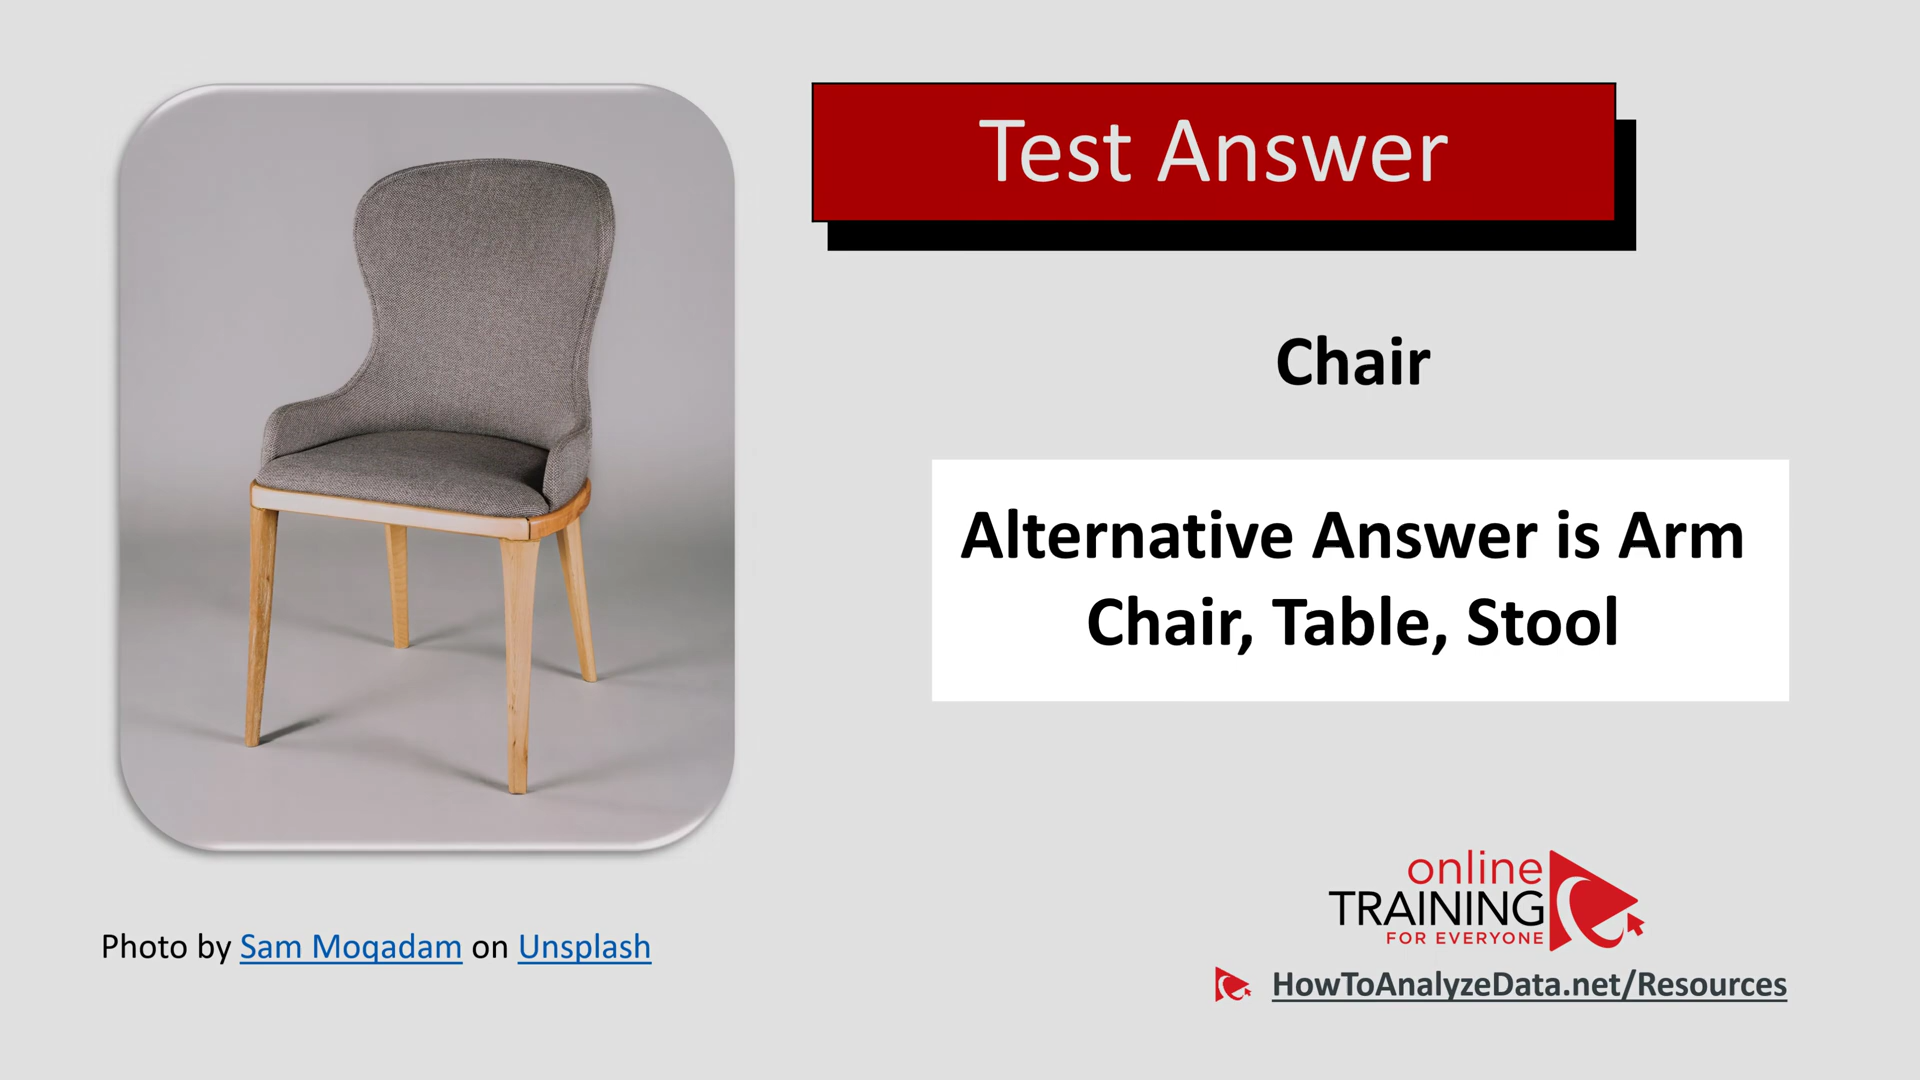 Test Answer
Chair
Alternative Answer is Arm
Chair, Table, Stool
Photo by Sam Moqadam on Unsplash
online
TRAINING
FOR EVERYONE
HowToAnalyzeData.net/Resources